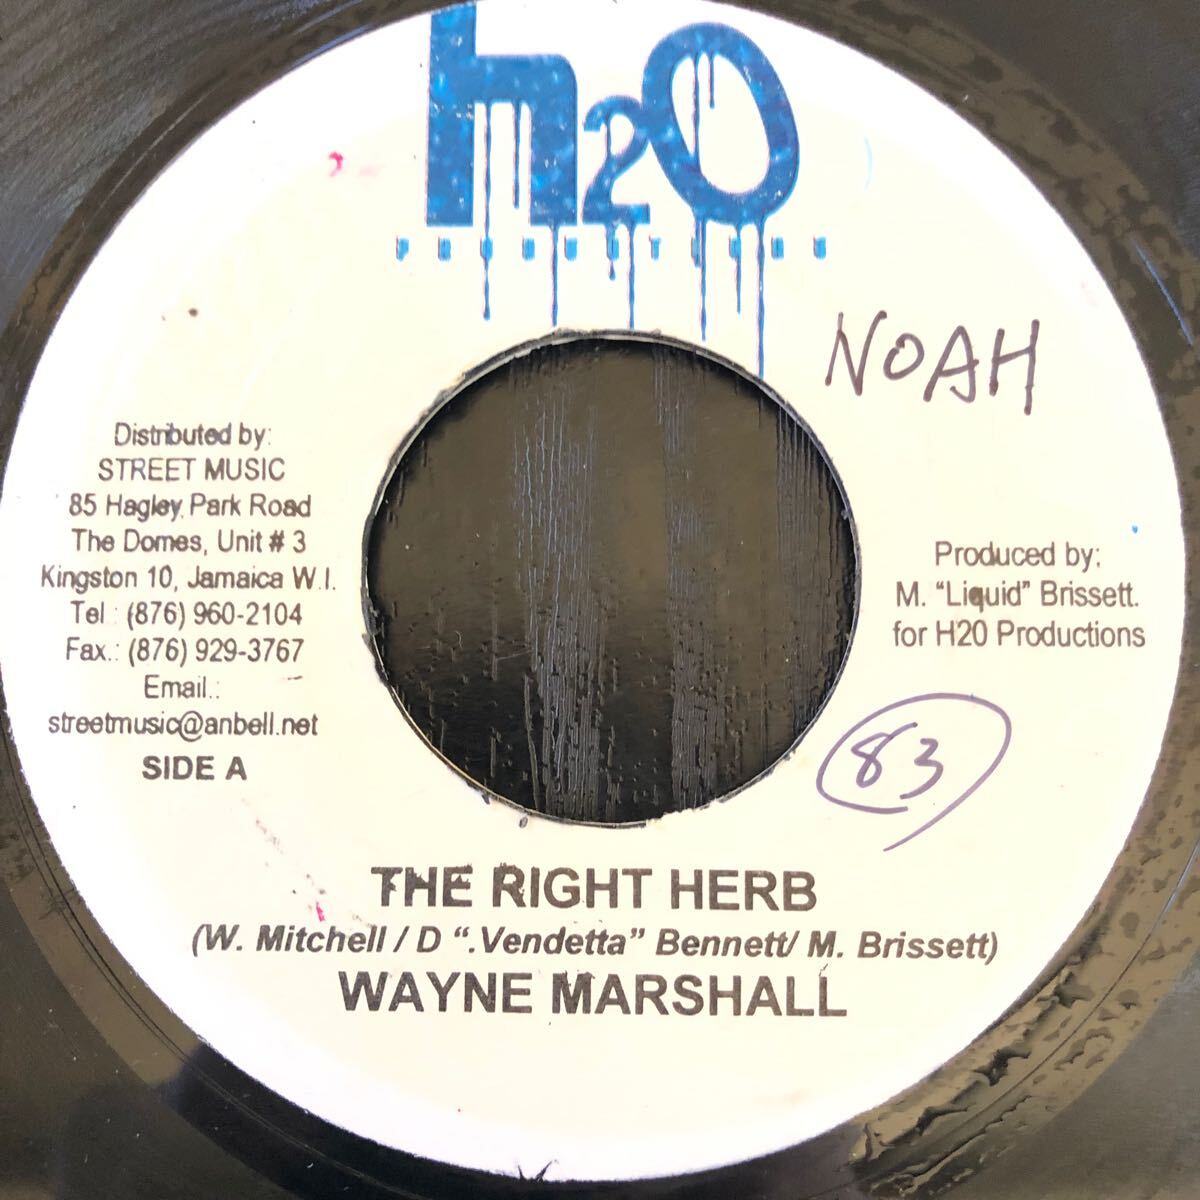 h2O
PRODUCTIONS
NOAH
Distributed by:
STREET MUSIC
85 Hagley Park Road
The Domes, Unit # 3
Kingston 10, Jamaica W.I.
Tel : (876) 960-2104
Fax.: (876) 929-3767
Email.:
streetmusic@anbell.net
SIDE A
Produced by:
M. "Liquid" Brissett.
for H20 Productions
83
THE RIGHT HERB
(W. Mitchell / D ".Vendetta" Bennett/ M. Brissett)
WAYNE MARSHALL